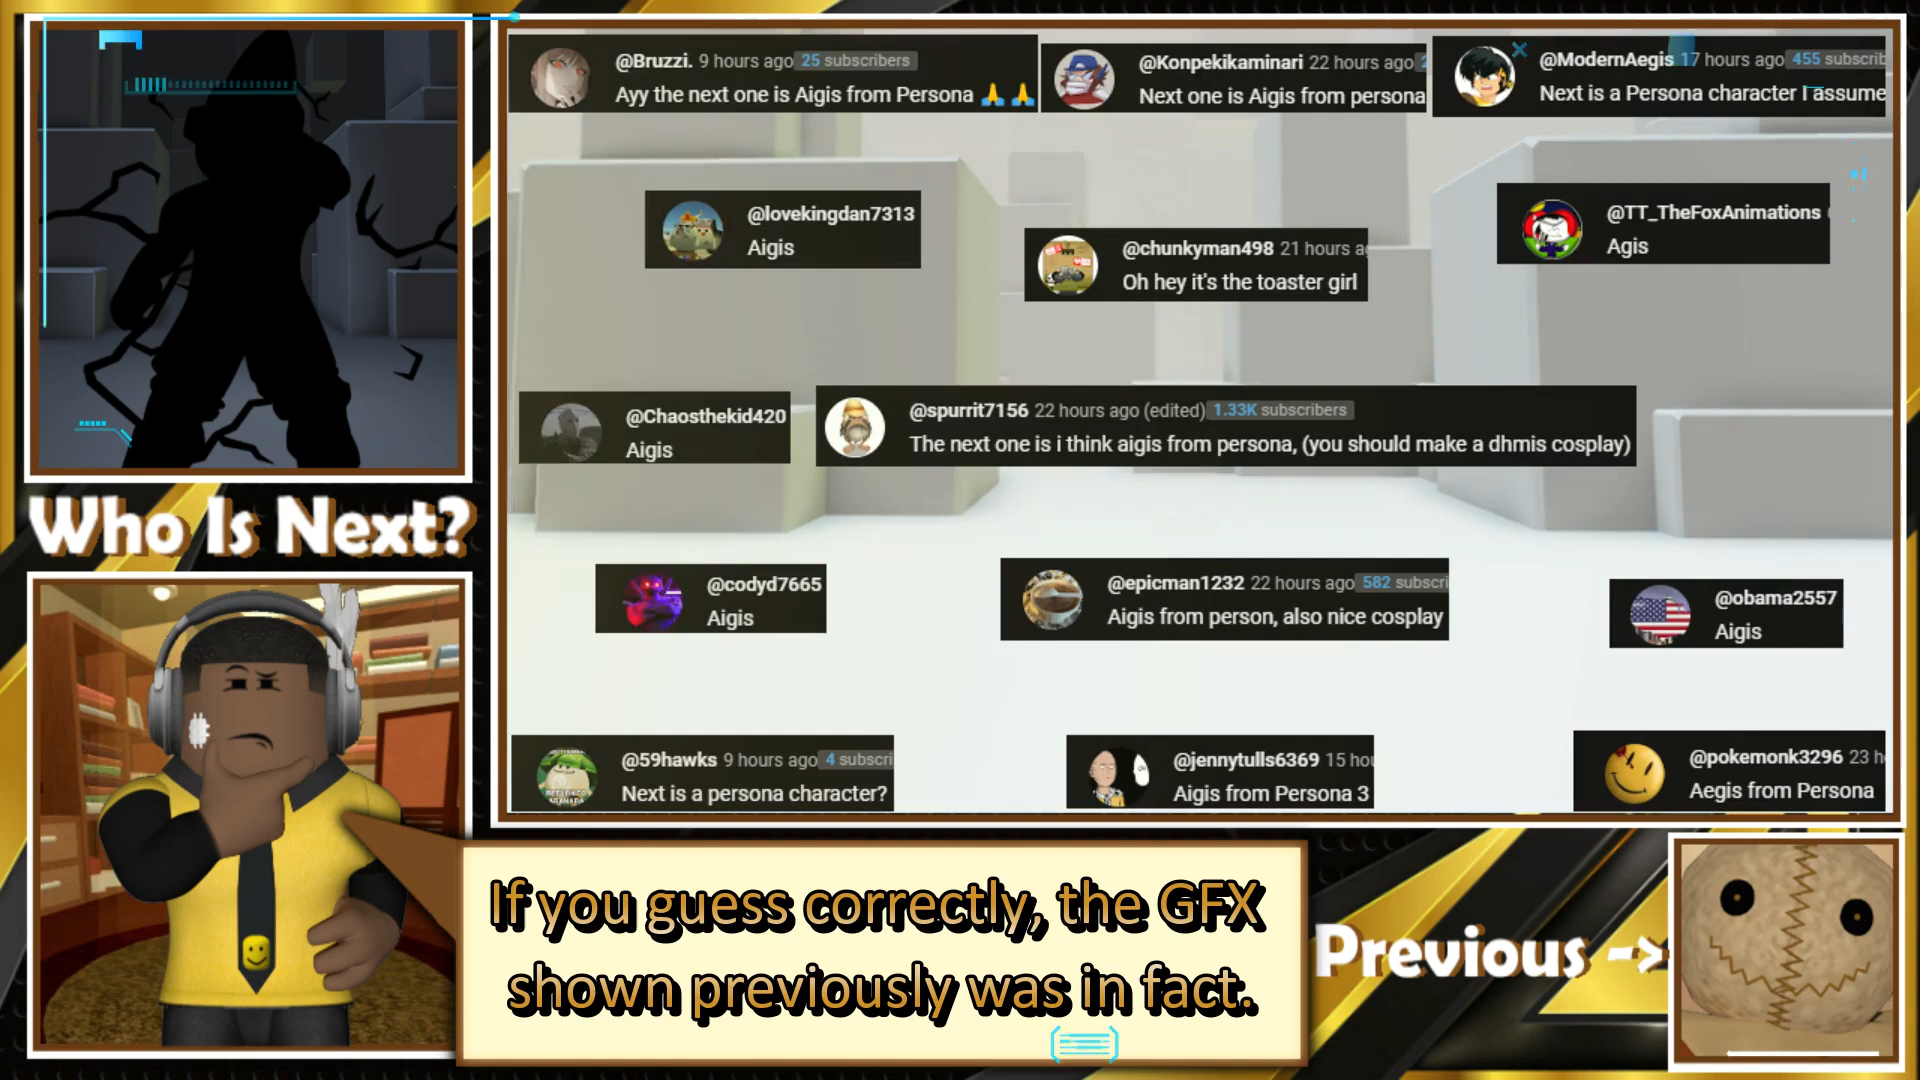 @Bruzzi. 9 hours ago 25 subscribers
Ayy the next one is Aigis from Persona 🙏 🙏
@Konpekikaminari 22 hours ago 2
Next one is Aigis from persona
@ModernAegis 17 hours ago 455 subscrib
Next is a Persona character I assume
@lovekingdan7313
Aigis
@chunkyman498 21 hours ag
Oh hey it's the toaster girl
@TT_TheFoxAnimations
Agis
@Chaosthekid420
Aigis
@spurrit7156 22 hours ago (edited) 1.33K subscribers
The next one is i think aigis from persona, (you should make a dhmis cosplay)
Who Is Next?
@codyd7665
Aigis
@epicman1232 22 hours ago 582 subscri
Aigis from person, also nice cosplay
@obama2557
Aigis
@59hawks 9 hours ago 4 subscri
Next is a persona character?
@jennytulls6369 15 hou
Aigis from Persona 3
@pokemonk3296 23 h
Aegis from Persona
If you guess correctly, the GFX
shown previously was in fact.
Previous ->